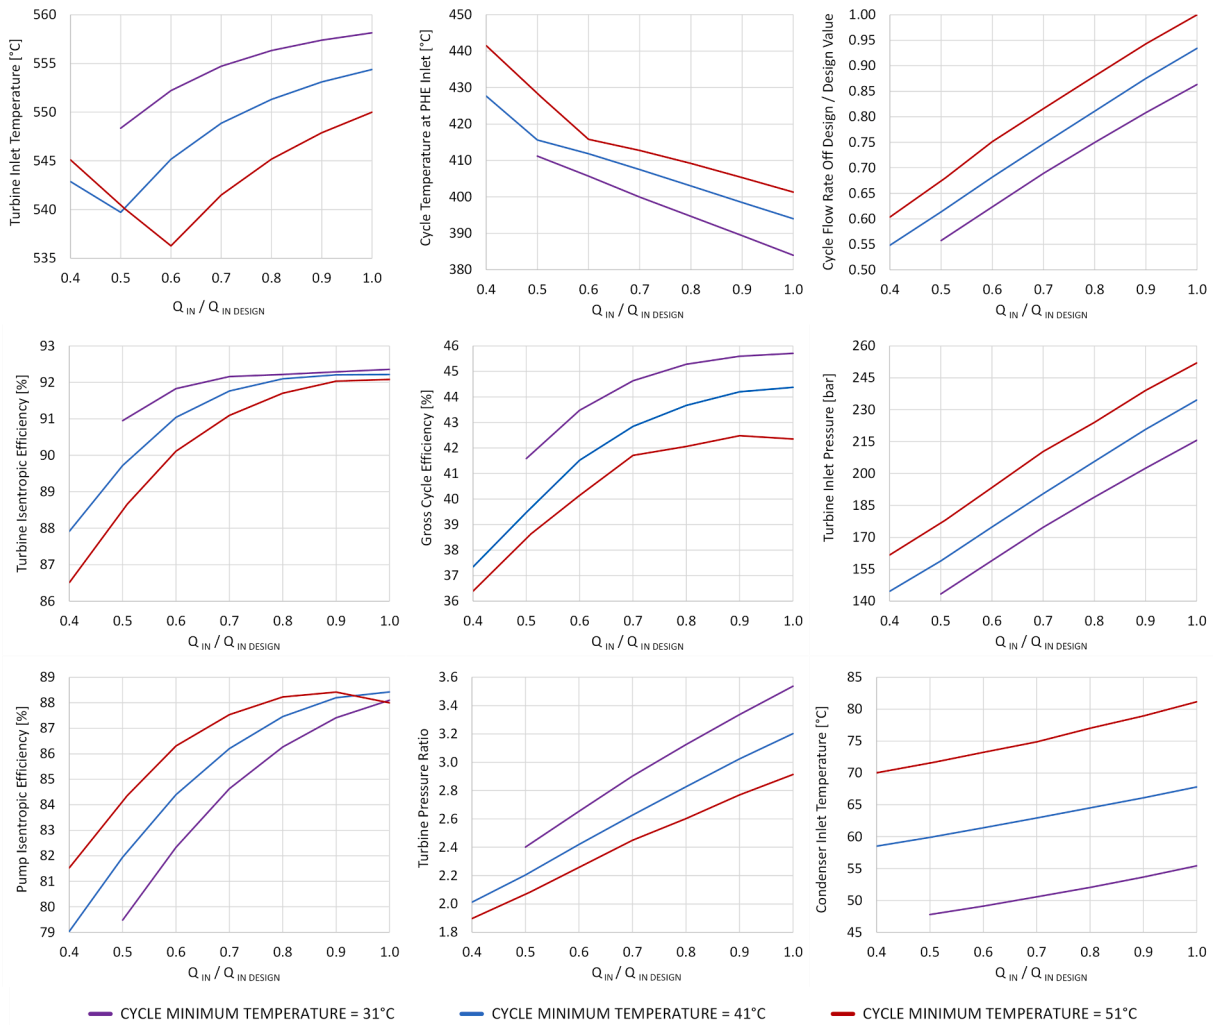 Turbine Inlet Temperature [°C]
560
555
550
545
540
535
0.4 0.5 0.6 0.7 0.8 0.9 1.0
Q IN / Q IN DESIGN
Cycle Temperature at PHE Inlet [°C]
450
440
430
420
410
400
390
380
0.4 0.5 0.6 0.7 0.8 0.9 1.0
Q IN / Q IN DESIGN
Cycle Flow Rate Off Design / Design Value
1.00
0.95
0.90
0.85
0.80
0.75
0.70
0.65
0.60
0.55
0.50
0.4 0.5 0.6 0.7 0.8 0.9 1.0
Q IN / Q IN DESIGN
Turbine Isentropic Efficiency [%]
93
92
91
90
89
88
87
86
0.4 0.5 0.6 0.7 0.8 0.9 1.0
Q IN / Q IN DESIGN
Gross Cycle Efficiency [%]
46
45
44
43
42
41
40
39
38
37
36
0.4 0.5 0.6 0.7 0.8 0.9 1.0
Q IN / Q IN DESIGN
Turbine Inlet Pressure [bar]
260
245
230
215
200
185
170
155
140
0.4 0.5 0.6 0.7 0.8 0.9 1.0
Q IN / Q IN DESIGN
Pump Isentropic Efficiency [%]
89
88
87
86
85
84
83
82
81
80
79
0.4 0.5 0.6 0.7 0.8 0.9 1.0
Q IN / Q IN DESIGN
Turbine Pressure Ratio
3.6
3.4
3.2
3.0
2.8
2.6
2.4
2.2
2.0
1.8
0.4 0.5 0.6 0.7 0.8 0.9 1.0
Q IN / Q IN DESIGN
Condenser Inlet Temperature [°C]
85
80
75
70
65
60
55
50
45
0.4 0.5 0.6 0.7 0.8 0.9 1.0
Q IN / Q IN DESIGN
CYCLE MINIMUM TEMPERATURE = 31°C
CYCLE MINIMUM TEMPERATURE = 41°C
CYCLE MINIMUM TEMPERATURE = 51°C